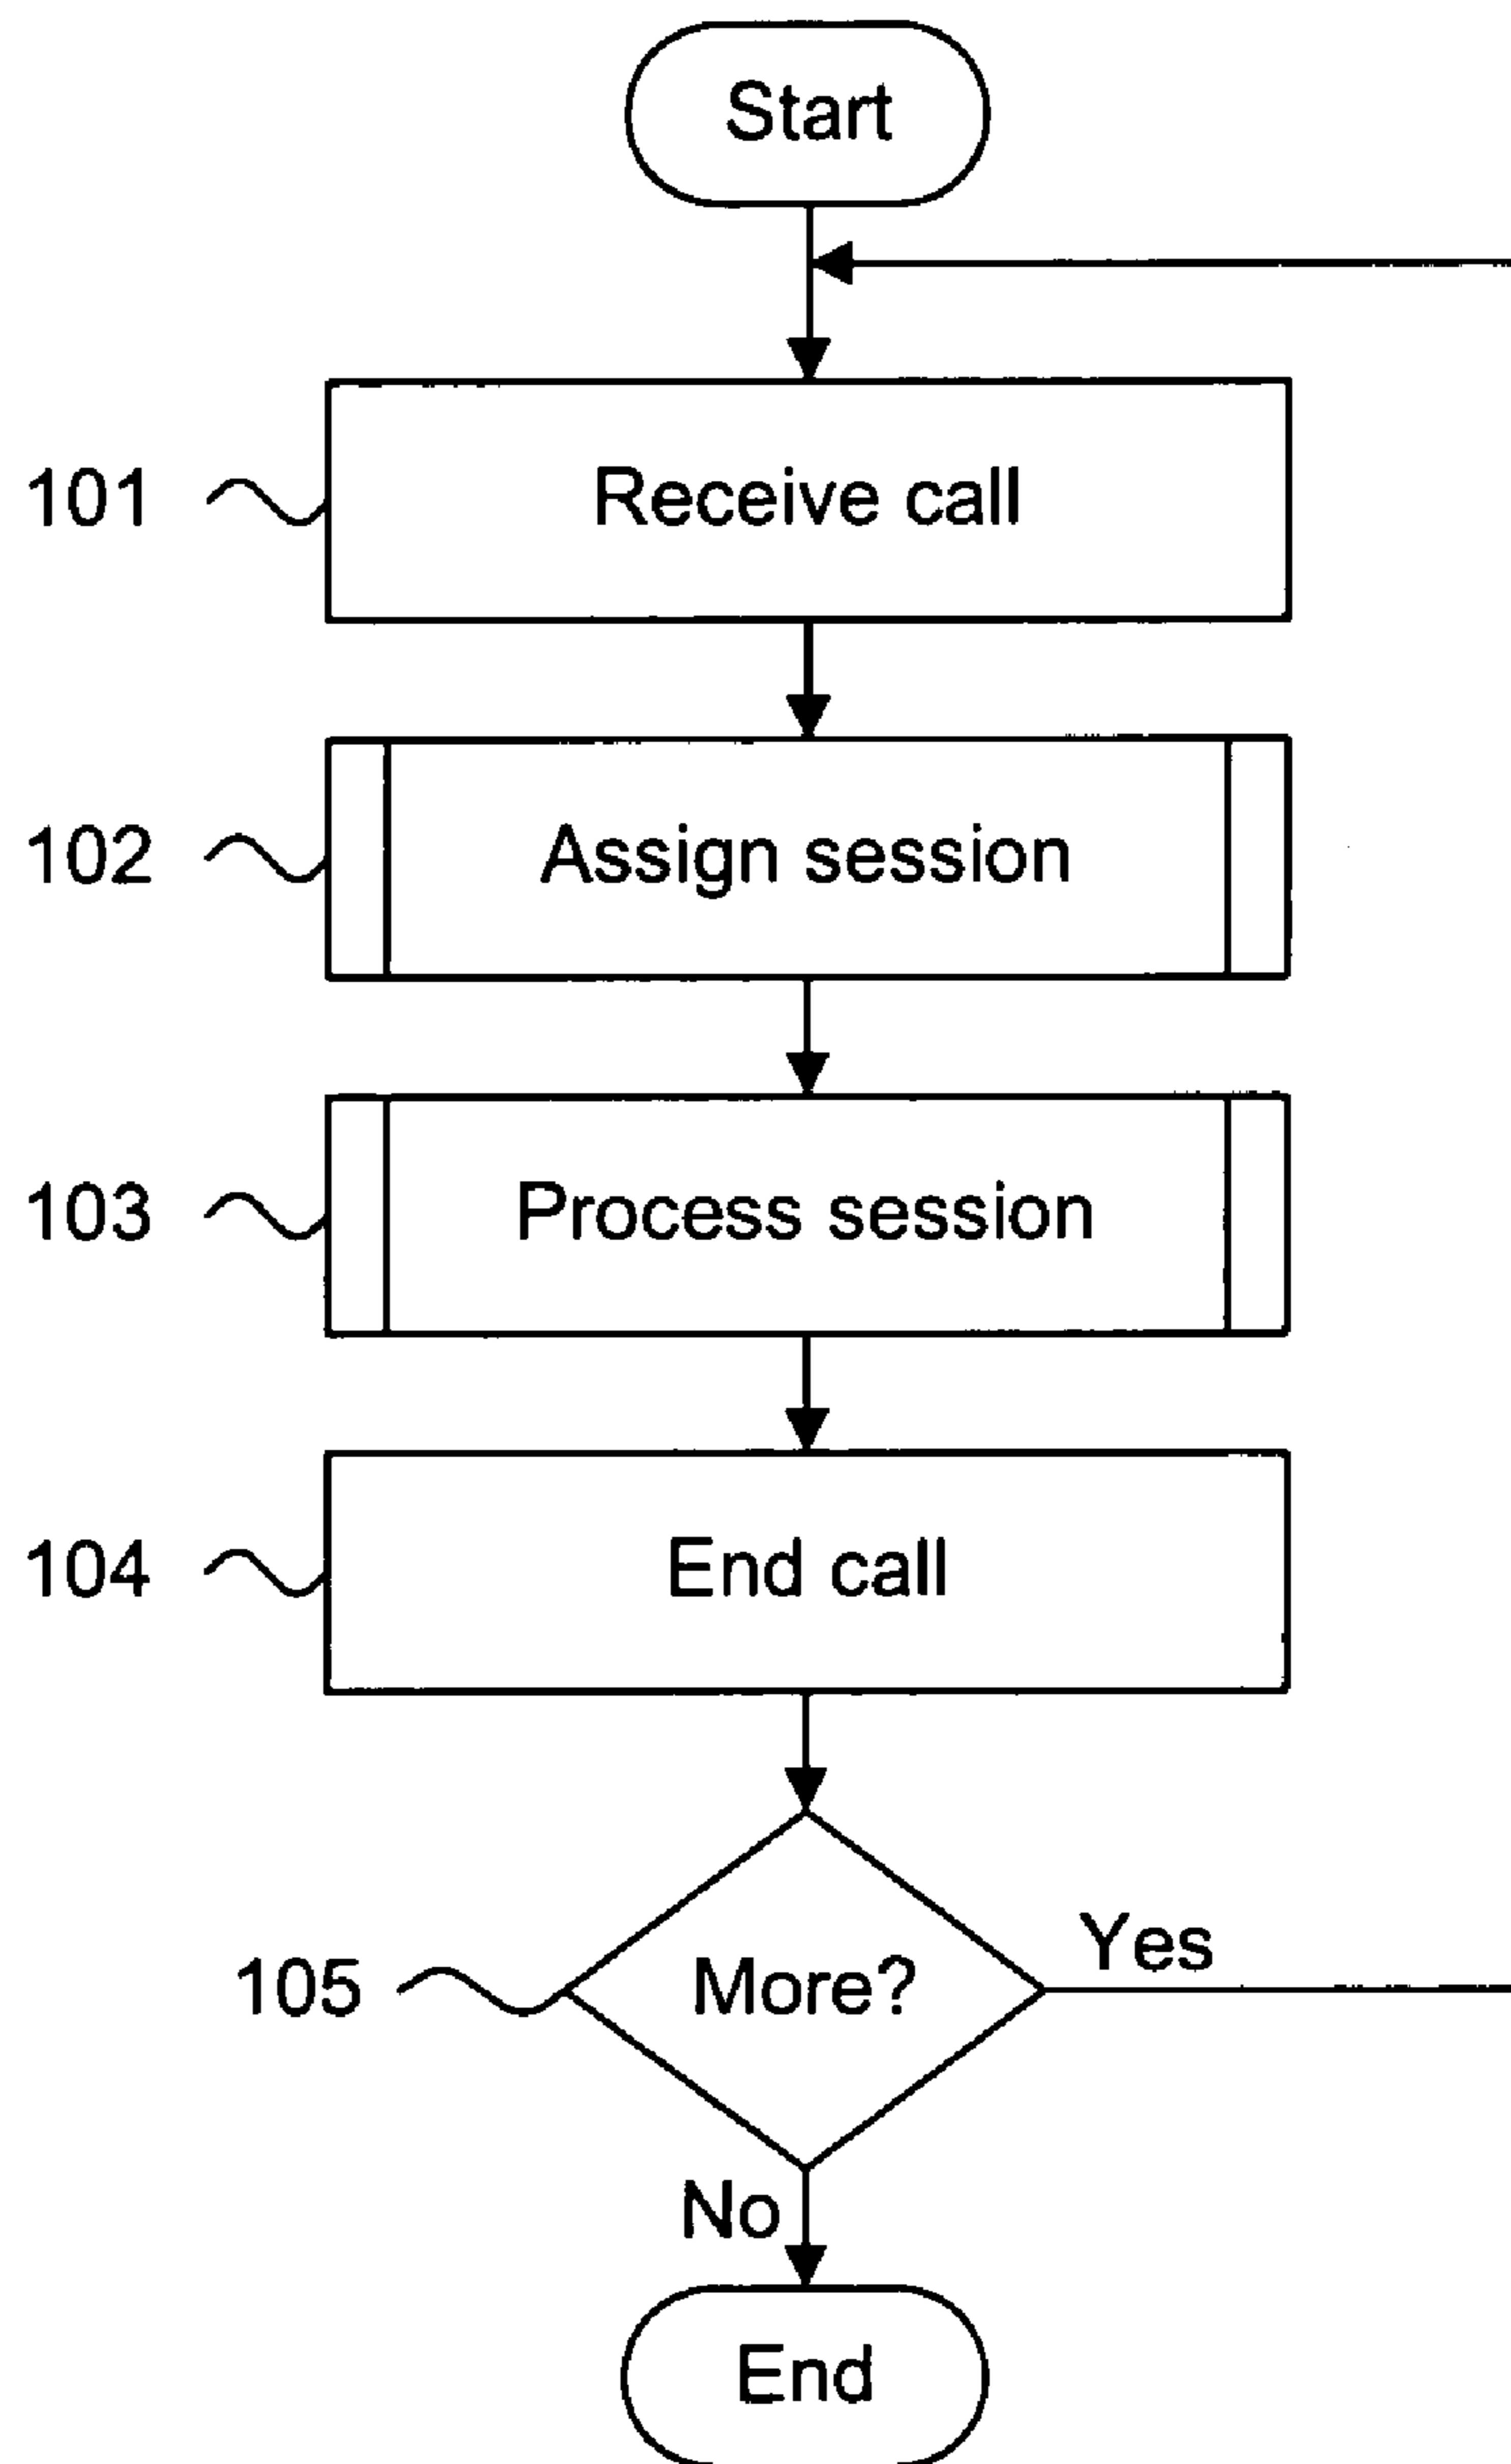 Start
101 Receive call
102 Assign session
103 Process session
104 End call
105 More? Yes
No
End